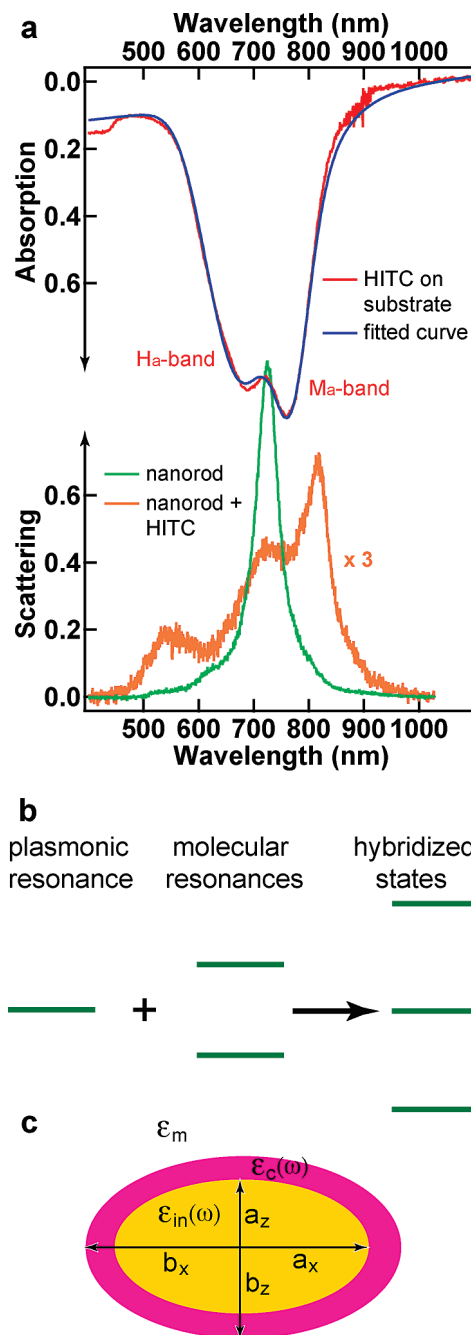 a
Wavelength (nm)
500 600 700 800 900 1000
0.0
0.2
0.6
Absorption
HITC on
substrate
fitted curve
Ha-band
Ma-band
nanorod
nanorod +
HITC
x 3
0.6
0.4
0.2
0.0
Scattering
500 600 700 800 900 1000
Wavelength (nm)
b
plasmonic
resonance
molecular
resonances
hybridized
states
+
c
εm
εc(ω)
εin(ω)
az
bx
ax
bz